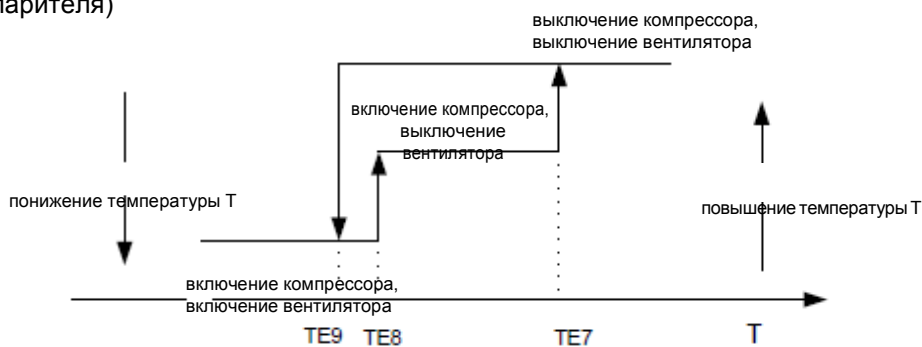 парителя)
выключение компрессора,
выключение вентилятора
включение компрессора,
выключение
вентилятора
понижение температуры T
повышение температуры T
включение компрессора,
включение вентилятора
TE9 TE8 TE7 T